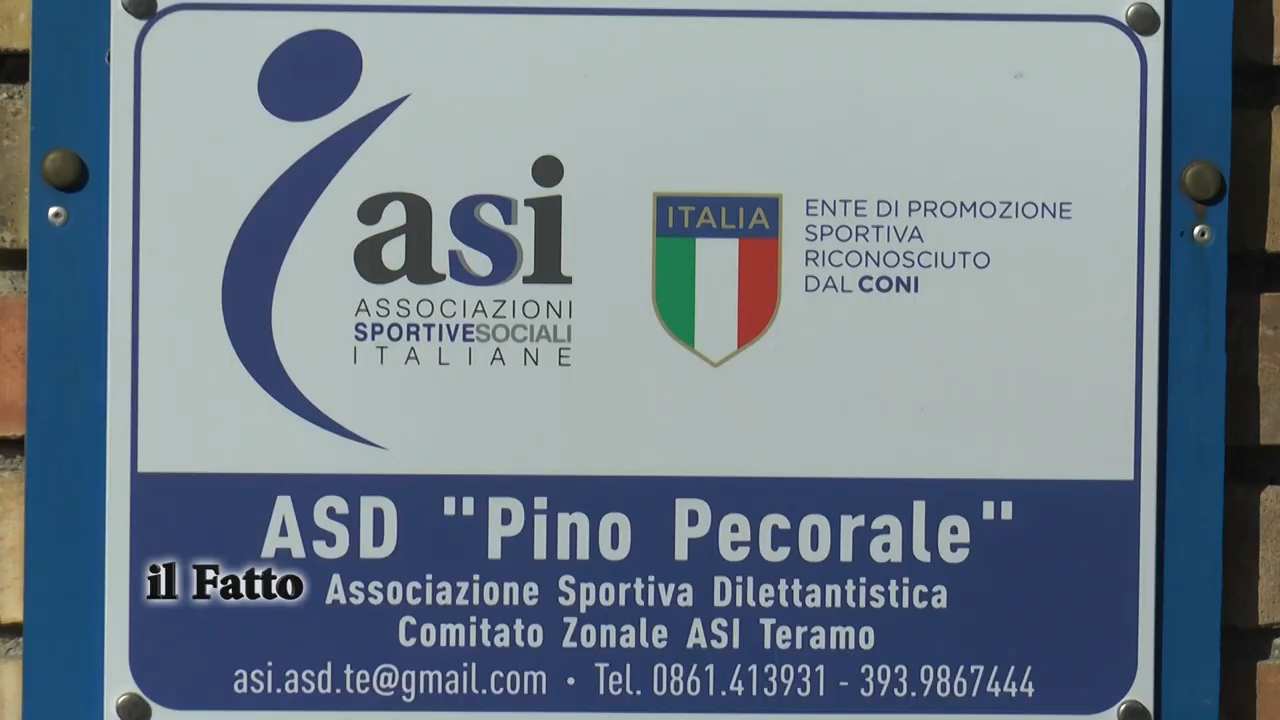 asi
ASSOCIAZIONI
SPORTIVESOCIALI
ITALIANE
ITALIA
ENTE DI PROMOZIONE
SPORTIVA
RICONOSCIUTO
DAL CONI
ASD "Pino Pecorale"
il Fatto
Associazione Sportiva Dilettantistica
Comitato Zonale ASI Teramo
asi.asd.te@gmail.com • Tel. 0861.413931 - 393.9867444